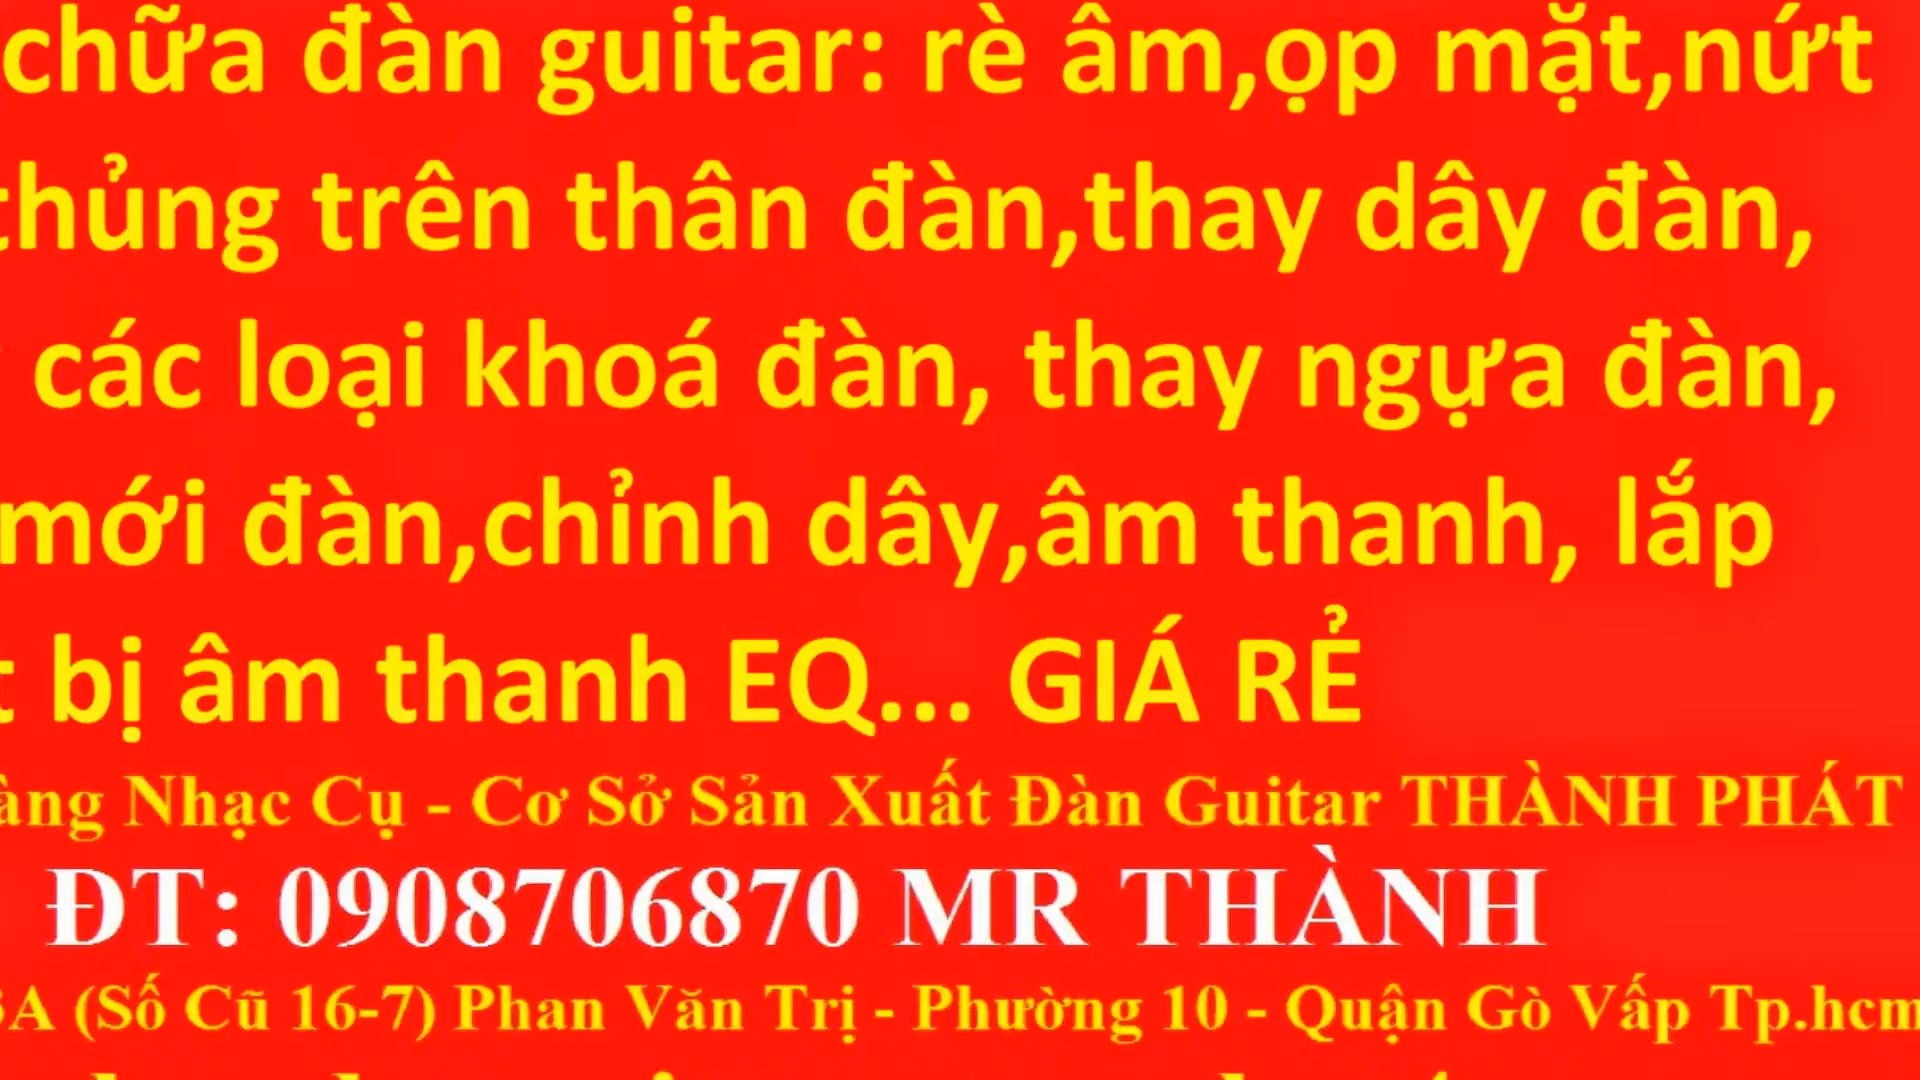 chữa đàn guitar: rè âm,ọp mặt,nứt
thủng trên thân đàn,thay dây đàn,
các loại khoá đàn, thay ngựa đàn,
mới đàn,chỉnh dây,âm thanh, lắp
bị âm thanh EQ... GIÁ RẺ
Nhạc Cụ - Cơ Sở Sản Xuất Đàn Guitar THÀNH PHÁT
ĐT: 0908706870 MR THÀNH
(Số Cũ 16-7) Phan Văn Trị - Phường 10 - Quận Gò Vấp Tp.hcm